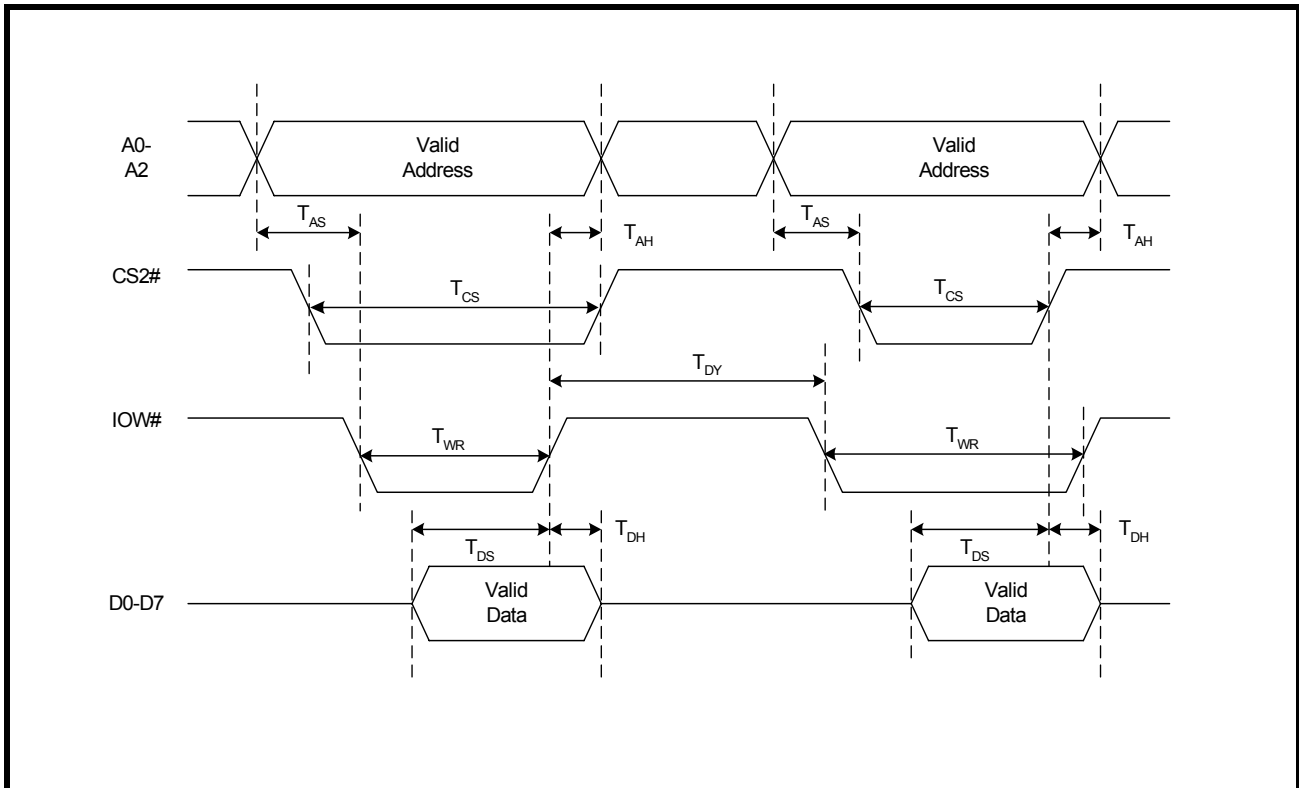 A0-
A2
Valid
Address
Valid
Address
TAS
TAH
TAS
TAH
CS2#
TCS
TCS
TDY
IOW#
TWR
TWR
TDS
TDH
TDS
TDH
D0-D7
Valid
Data
Valid
Data